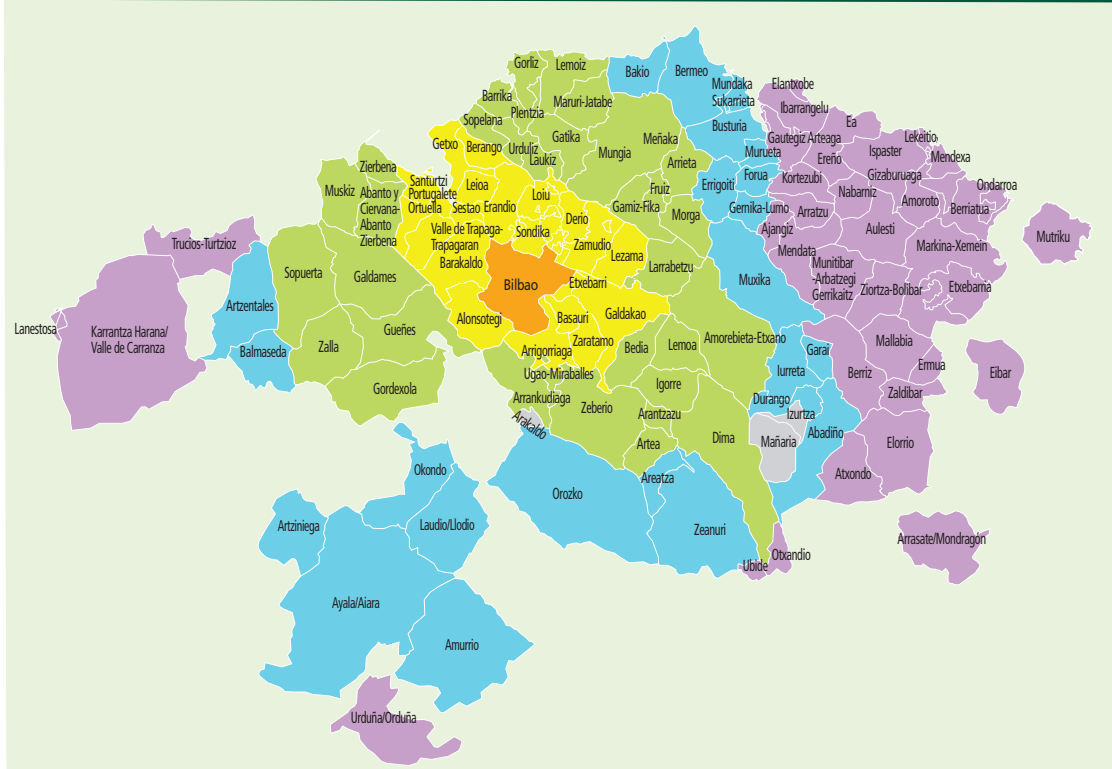 Gorliz
Lemoiz
Bakio
Bermeo
Mundaka
Sukarrieta
Elantxobe
Ibarrangelu
Barrika
Plentzia
Maruri-Jatabe
Sopelana
Busturia
Ea
Getxo
Berango
Urduliz
Gatika
Laukiz
Mungia
Meñaka
Arrieta
Murueta
Gautegiz Arteaga
Ereño
Ispaster
Lekeitio
Mendexa
Gizaburuaga
Zierbena
Muskiz
Abanto y
Ciervana-
Abanto
Zierbena
Santurtzi
Portugalete
Ortuella
Sestao
Leioa
Erandio
Loiu
Sondika
Derio
Zamudio
Lezama
Fruiz
Gamiz-Fika
Morga
Errigoiti
Forua
Gernika-Lumo
Kortezubi
Arratzu
Nabarniz
Amoroto
Ondarroa
Berriatua
Mutriku
Ajangiz
Mendata
Aulesti
Markina-Xemein
Munitibar
-Arbatzegi
Gerrikaitz
Ziortza-Bolibar
Etxebarria
Trucios-Turtzioz
Valle de Trapaga-
Trapagaran
Barakaldo
Sopuerta
Galdames
Larrabetzu
Muxika
Bilbao
Etxebarri
Artzentales
Lanestosa
Karrantza Harana/
Valle de Carranza
Balmaseda
Zalla
Gueñes
Gordexola
Alonsotegi
Basauri
Galdakao
Zaratamo
Arrigorriaga
Bedia
Lemoa
Amorebieta-Etxano
Garai
Iurreta
Mallabia
Berriz
Ermua
Zaldibar
Eibar
Ugao-Miraballes
Arrankudiaga
Arakaldo
Zeberio
Igorre
Arantzazu
Artea
Dima
Durango
Izurtza
Mañaria
Abadiño
Elorrio
Atxondo
Okondo
Orozko
Areatza
Zeanuri
Artziniega
Laudio/Llodio
Otxandio
Ubide
Arrasate/Mondragón
Ayala/Aiara
Amurrio
Urduña/Orduña